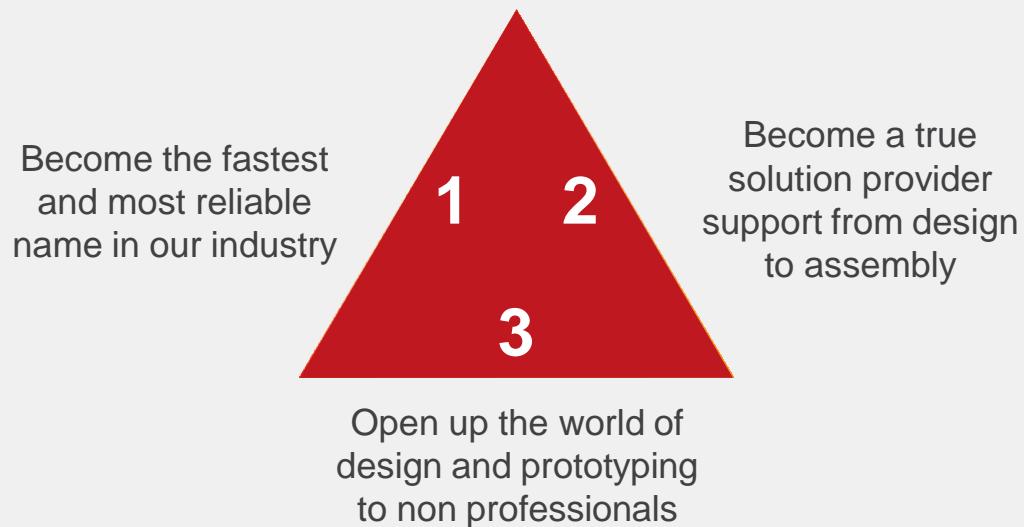 Become the fastest
and most reliable
name in our industry
1
2
Become a true
solution provider
support from design
to assembly
3
Open up the world of
design and prototyping
to non professionals